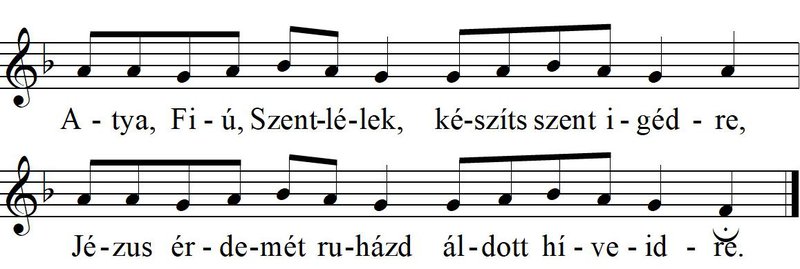 A - tya, Fi - ú, Szent-lé-lek, ké-szíts szent i - géd - re,
Jé-zus ér-de-mét ru-házd ál-dott hí-ve-id - re.